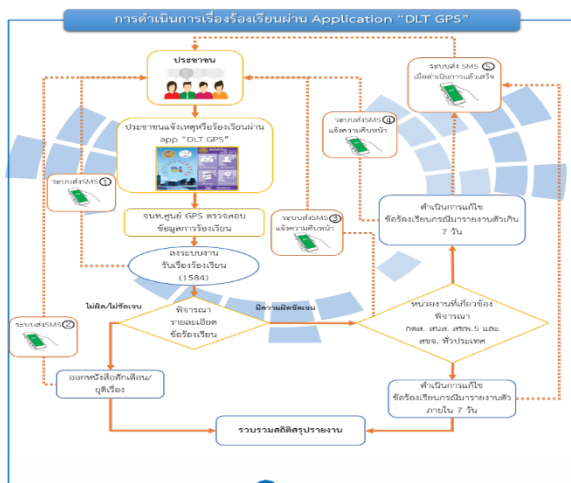 การดำเนินการเรื่องร้องเรียนผ่าน Application "DLT GPS"
ประชาชน
ประชาชนแจ้งเหตุหรือร้องเรียนผ่าน
app "DLT GPS"
จนท.ศูนย์ GPS ตรวจสอบ
ข้อมูลการร้องเรียน
ลงระบบงาน
รับเรื่องร้องเรียน
(1584)
ระบบส่งSMS 1
ไม่ผิด/ไม่ชัดเจน
พิจารณา
รายละเอียด
ข้อร้องเรียน
มีความผิดชัดเจน
ระบบส่งSMS 2
ออกหนังสือตักเตือน/
ยุติเรื่อง
ระบบส่งSMS 3
แจ้งความคืบหน้า
ระบบส่งSMS 4
แจ้งความคืบหน้า
ระบบส่ง SMS 5
เมื่อดำเนินการแล้วเสร็จ
ดำเนินการแก้ไข
ข้อร้องเรียนกรณีมารายงานตัวเกิน
7 วัน
หน่วยงานที่เกี่ยวข้อง
พิจารณา
กตส. สนส. สขพ.5 และ
สขจ. ทั่วประเทศ
ดำเนินการแก้ไข
ข้อร้องเรียนกรณีมารายงานตัว
ภายใน 7 วัน
รวบรวมสถิติสรุปรายงาน